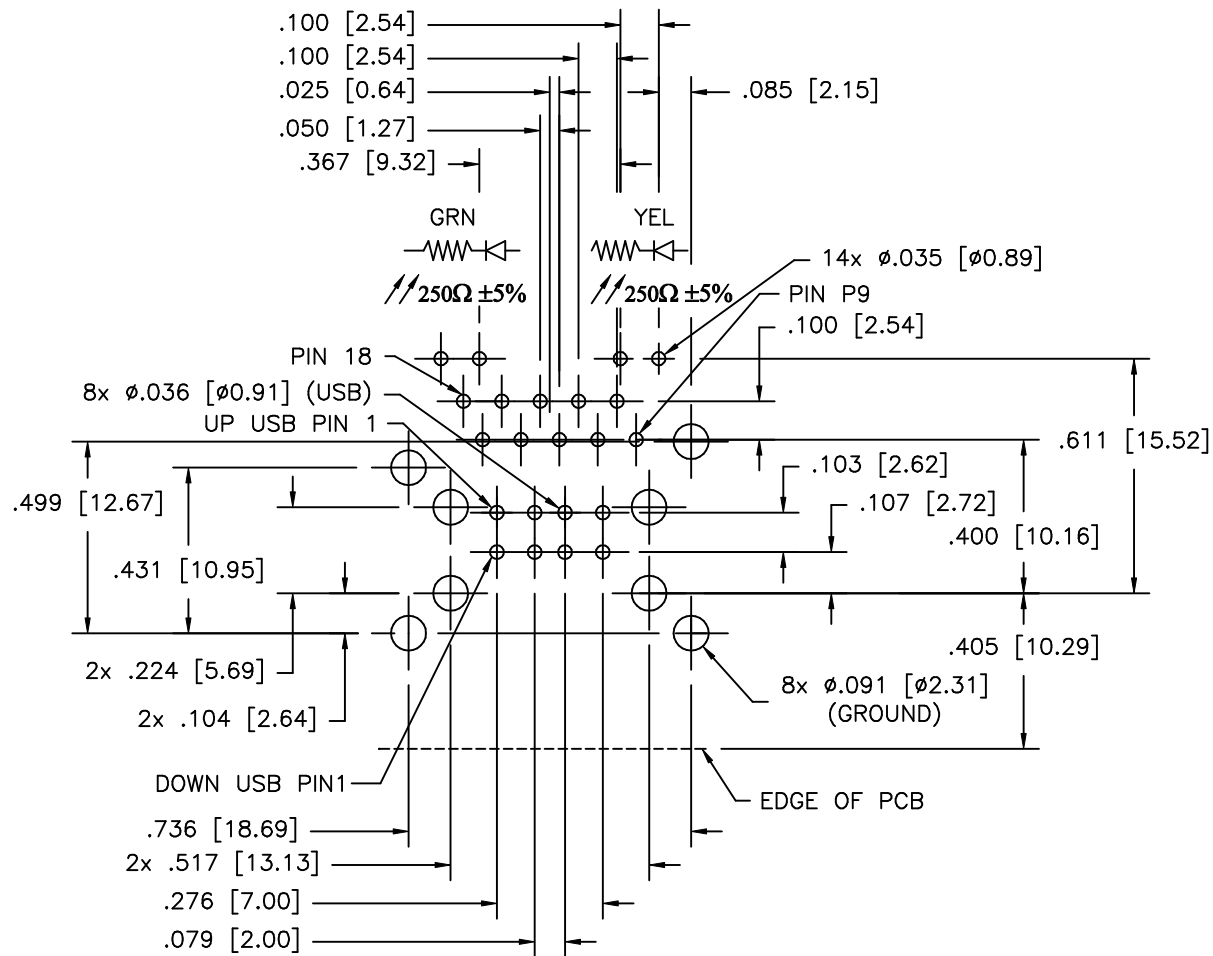 .100 [2.54]
.100 [2.54]
.025 [0.64]
.085 [2.15]
.050 [1.27]
.367 [9.32]
GRN
YEL
14x ø.035 [ø0.89]
250Ω ±5%
250Ω ±5%
PIN P9
.100 [2.54]
PIN 18
8x ø.036 [ø0.91] (USB)
UP USB PIN 1
.611 [15.52]
.103 [2.62]
.499 [12.67]
.107 [2.72]
.400 [10.16]
.431 [10.95]
.405 [10.29]
2x .224 [5.69]
8x ø.091 [ø2.31]
(GROUND)
2x .104 [2.64]
DOWN USB PIN1
EDGE OF PCB
.736 [18.69]
2x .517 [13.13]
.276 [7.00]
.079 [2.00]